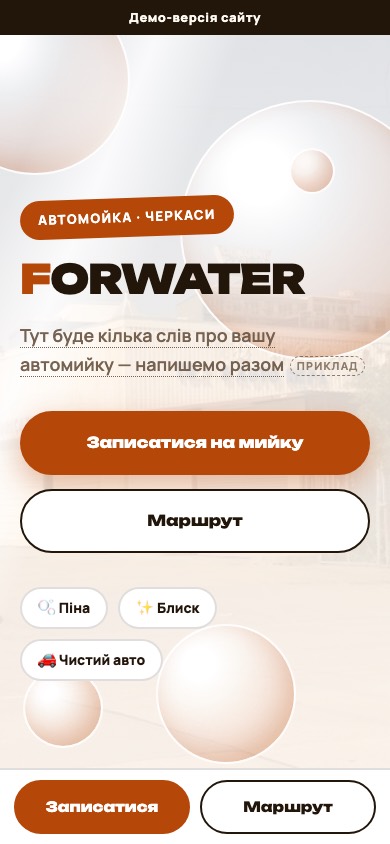 Демо-версія сайту
АВТОМОЙКА · ЧЕРКАСИ
FORWATER
Тут буде кілька слів про вашу
автомийку — напишемо разом ПРИКЛАД
Записатися на мийку
Маршрут
🫧 Піна
✨ Блиск
🚗 Чистий авто
Записатися
Маршрут